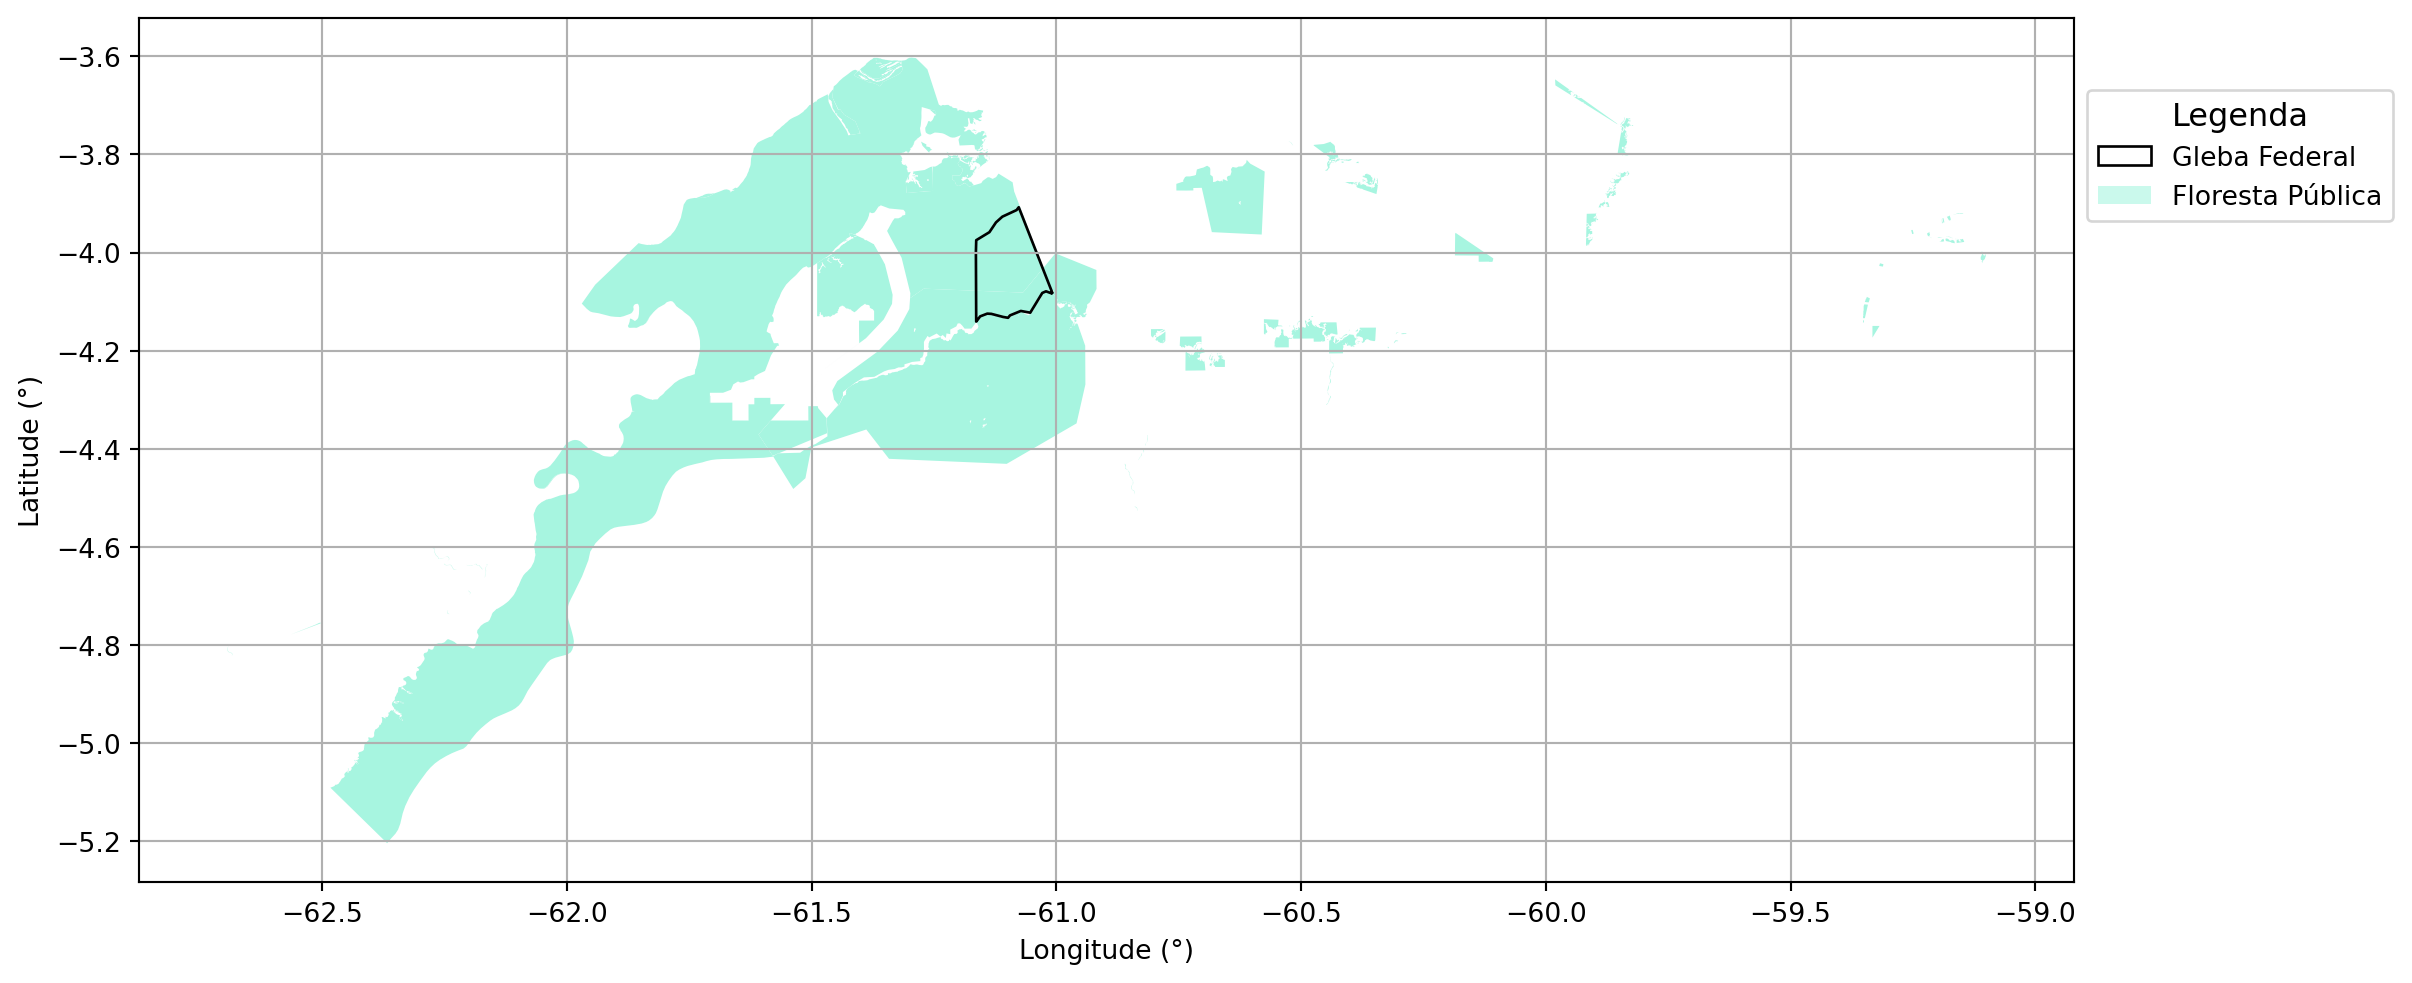 −3.6
−3.8
−4.0
−4.2
−4.4
−4.6
−4.8
−5.0
−5.2
Latitude (°)
−62.5 −62.0 −61.5 −61.0 −60.5 −60.0 −59.5 −59.0
Longitude (°)
Legenda
Gleba Federal
Floresta Pública